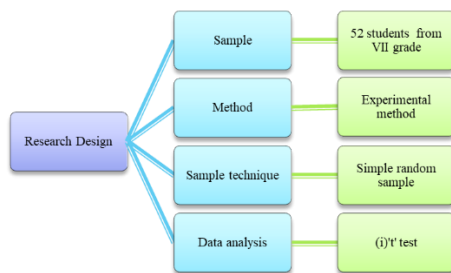 Research Design
Sample
52 students from
VII grade
Method
Experimental
method
Sample technique
Simple random
sample
Data analysis
(i)'t' test